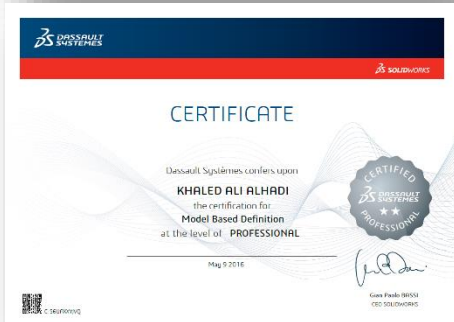 DASSAULT
SYSTEMES
SOLIDWORKS
CERTIFICATE
Dassault Systèmes confers upon
KHALED ALI ALHADI
the certification for
Model Based Definition
at the level of PROFESSIONAL
May 9 2016
CERTIFIED
DASSAULT
SYSTEMES
PROFESSIONAL
Gian Paolo BASSI
CEO SOLIDWORKS